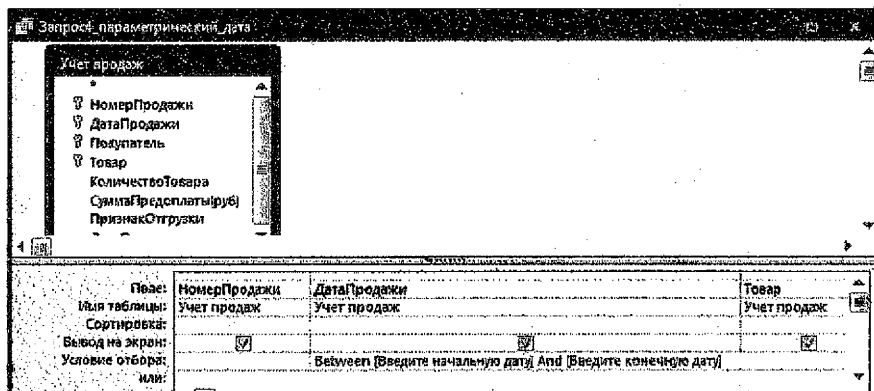 Запрос4_параметрический_дата
Учет продаж
*
НомерПродажи
ДатаПродажи
Покупатель
Товар
КоличествоТовара
СуммаПредоплаты(руб)
ПризнакОтгрузки
Поле: НомерПродажи ДатаПродажи Товар
Имя таблицы: Учет продаж Учет продаж Учет продаж
Сортировка:
Вывод на экран:
Условие отбора: Between [Введите начальную дату] And [Введите конечную дату]
или: